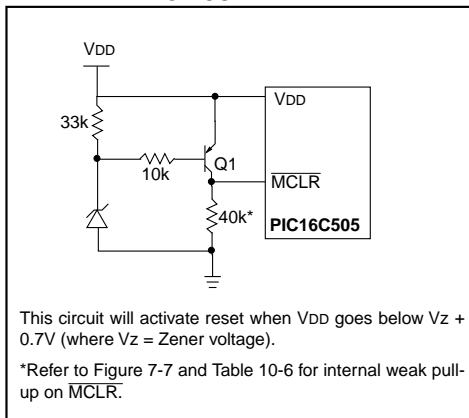 VDD
VDD
33k
Q1
10k
MCLR
40k*
PIC16C505
This circuit will activate reset when VDD goes below Vz +
0.7V (where Vz = Zener voltage).
*Refer to Figure 7-7 and Table 10-6 for internal weak pull-
up on MCLR.